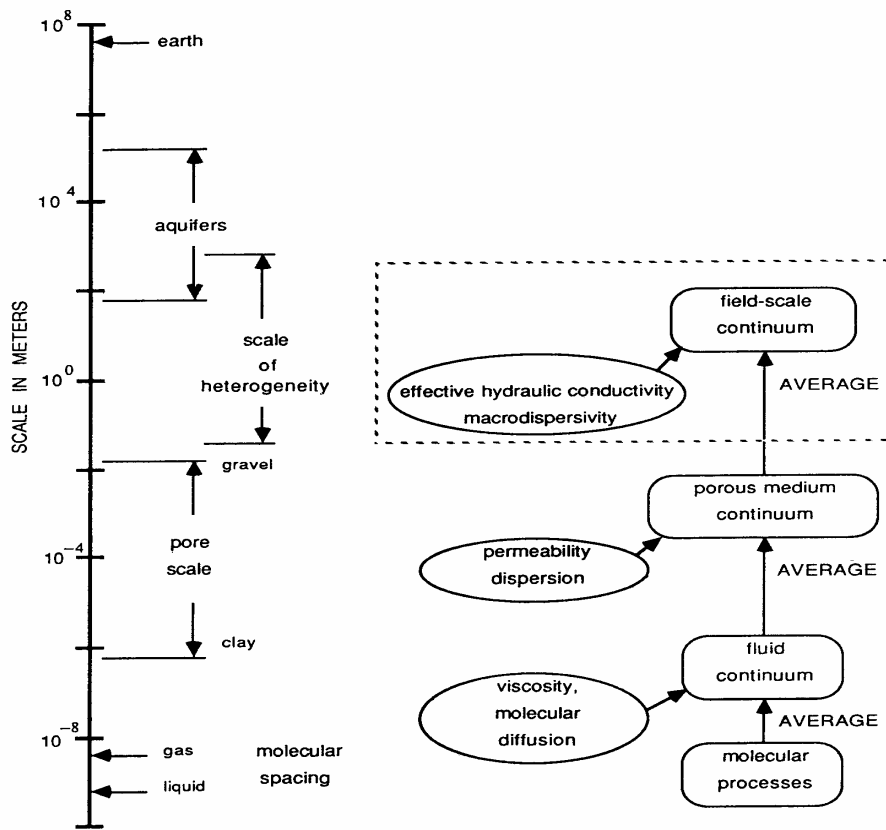 SCALE IN METERS
10^8
10^4
10^0
10^-4
10^-8
earth
aquifers
scale
of
heterogeneity
gravel
pore
scale
clay
gas
liquid
molecular
spacing
field-scale
continuum
effective hydraulic conductivity
macrodispersivity
AVERAGE
porous medium
continuum
permeability
dispersion
AVERAGE
fluid
continuum
viscosity,
molecular
diffusion
AVERAGE
molecular
processes